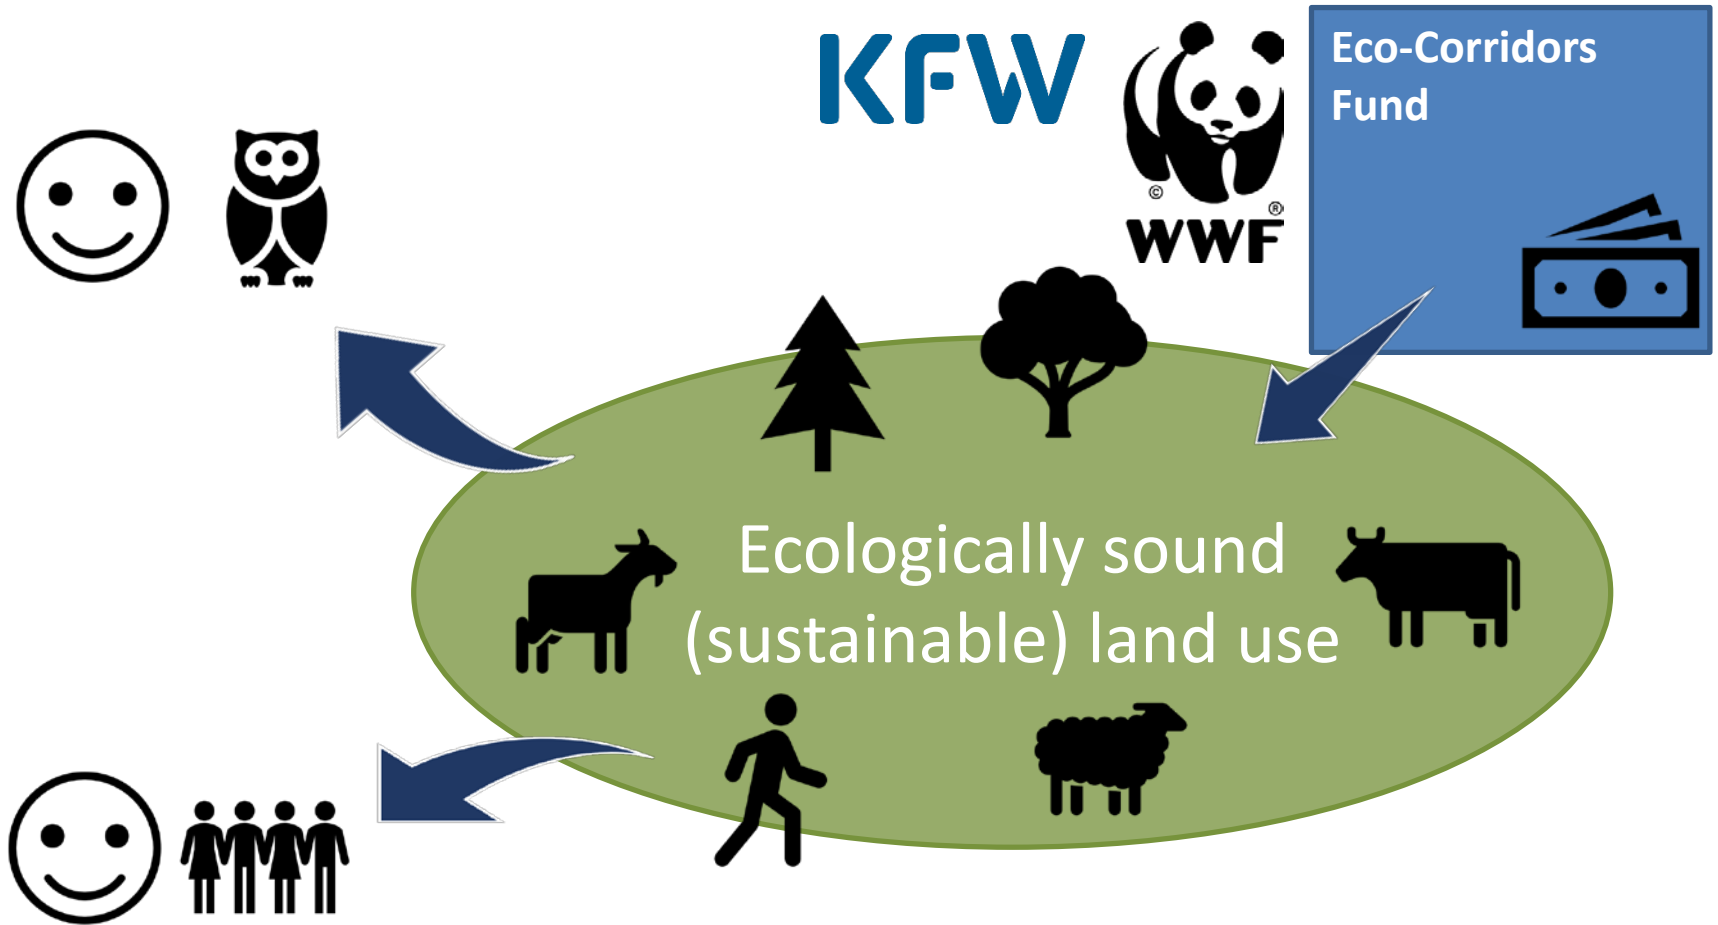 KFW
©
®
WWF
Eco-Corridors
Fund
Ecologically sound
(sustainable) land use